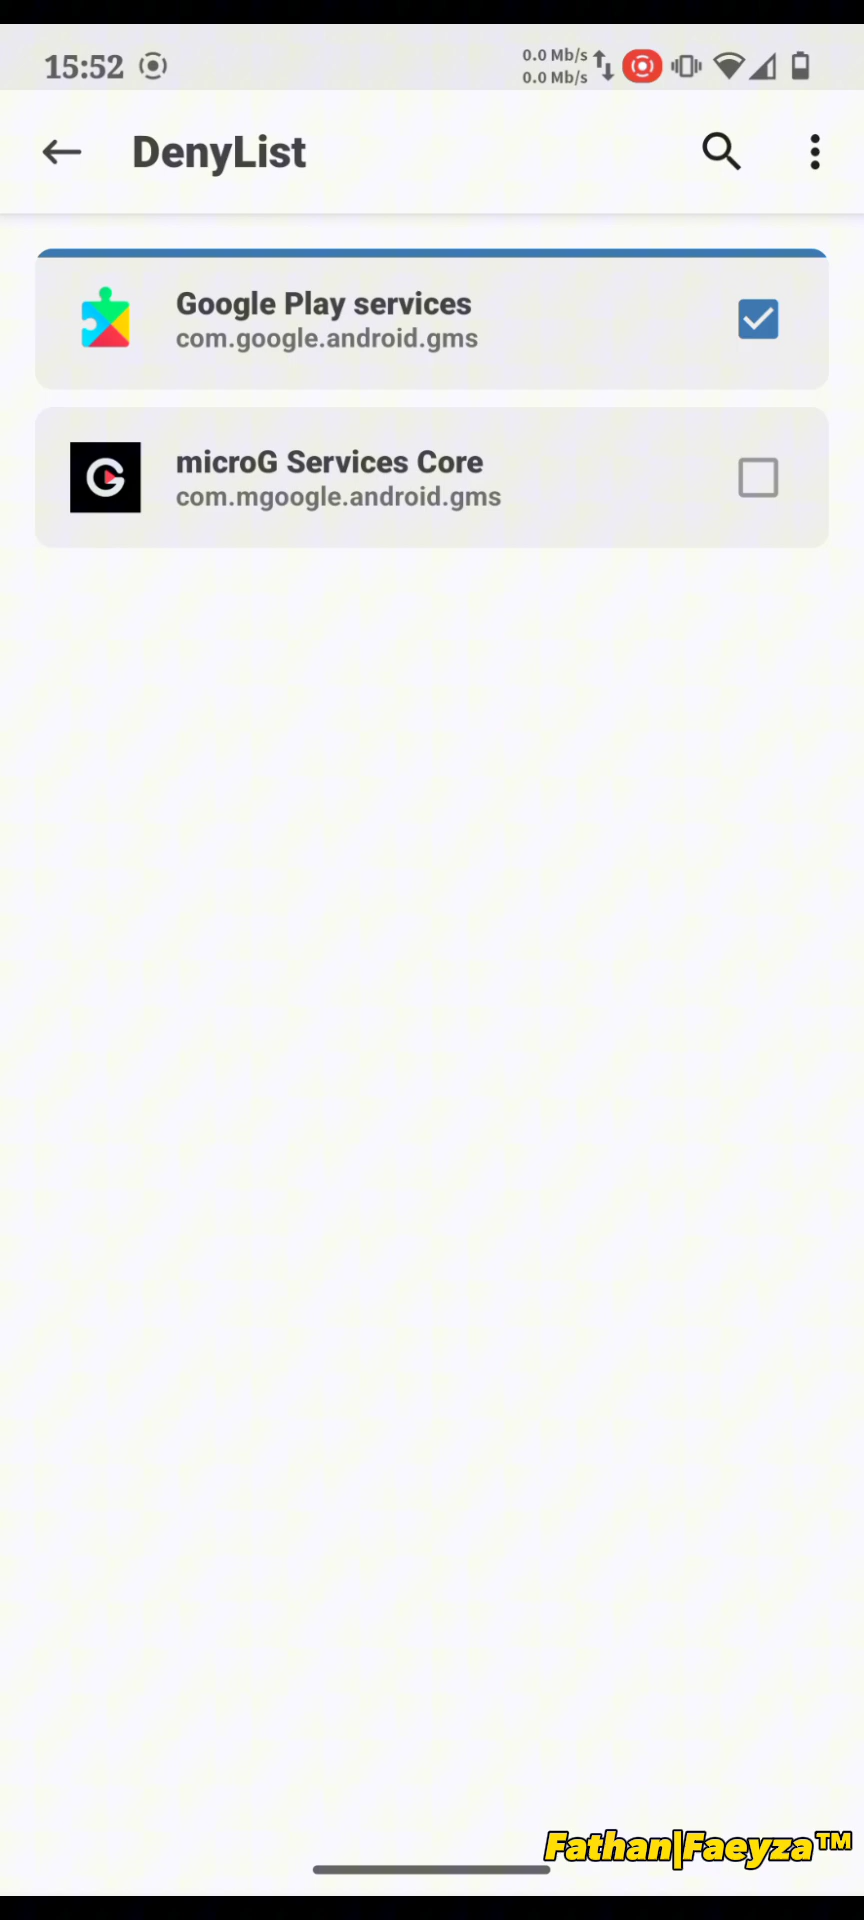 15:52
0.0 Mb/s
0.0 Mb/s
DenyList
Google Play services
com.google.android.gms
microG Services Core
com.mgoogle.android.gms
Fathan|Faeyza™